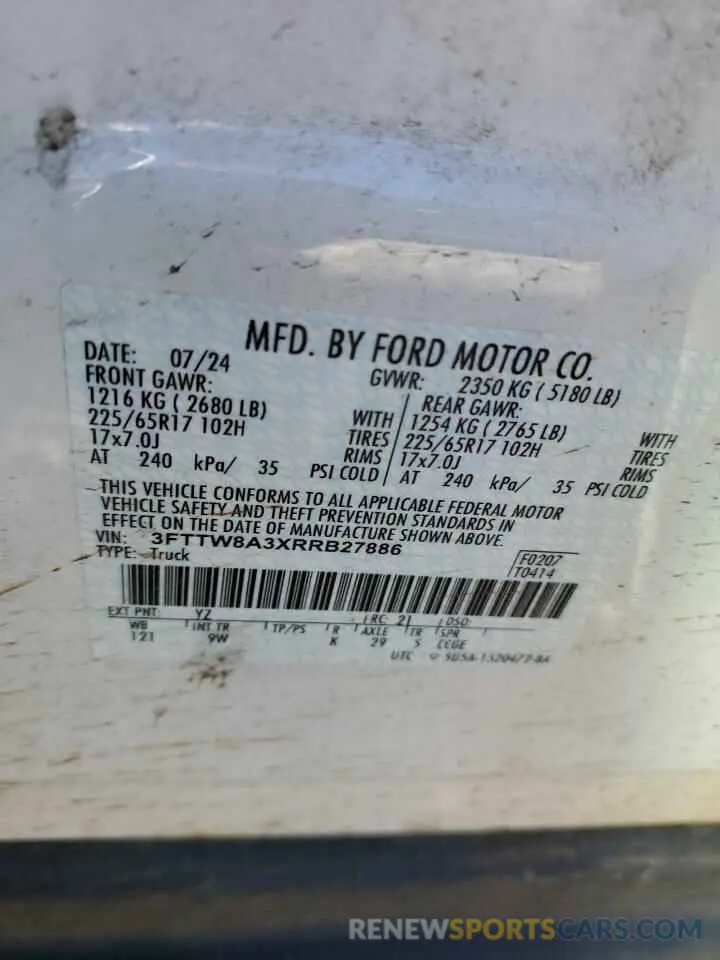 MFD. BY FORD MOTOR CO.
DATE: 07/24 GVWR: 2350 KG ( 5180 LB)
FRONT GAWR: REAR GAWR:
1216 KG ( 2680 LB) WITH 1254 KG ( 2765 LB) WITH
225/65R17 102H TIRES 225/65R17 102H TIRES
17x7.0J RIMS 17x7.0J RIMS
AT 240 kPa/ 35 PSI COLD AT 240 kPa/ 35 PSI COLD
THIS VEHICLE CONFORMS TO ALL APPLICABLE FEDERAL MOTOR
VEHICLE SAFETY AND THEFT PREVENTION STANDARDS IN
EFFECT ON THE DATE OF MANUFACTURE SHOWN ABOVE.
VIN: 3FTTW8A3XRRB27886
TYPE: Truck
F0207
T0414
EXT PNT: YZ RC: 21 DSO:
WB INT TR TP/PS R AXLE TR SPR
121 9W K 29 S CCGE
UTC
RENEWSPORTSCARS.COM